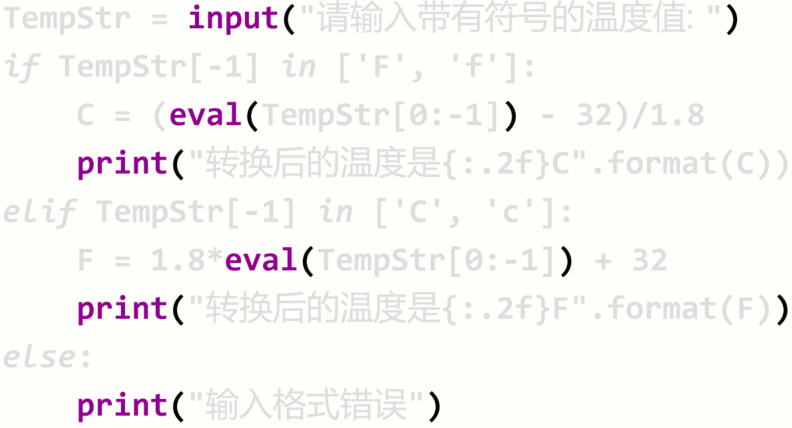 TempStr = input("请输入带有符号的温度值: ")
if TempStr[-1] in ['F', 'f']:
    C = (eval(TempStr[0:-1]) - 32)/1.8
    print("转换后的温度是{:.2f}C".format(C))
elif TempStr[-1] in ['C', 'c']:
    F = 1.8*eval(TempStr[0:-1]) + 32
    print("转换后的温度是{:.2f}F".format(F))
else:
    print("输入格式错误")